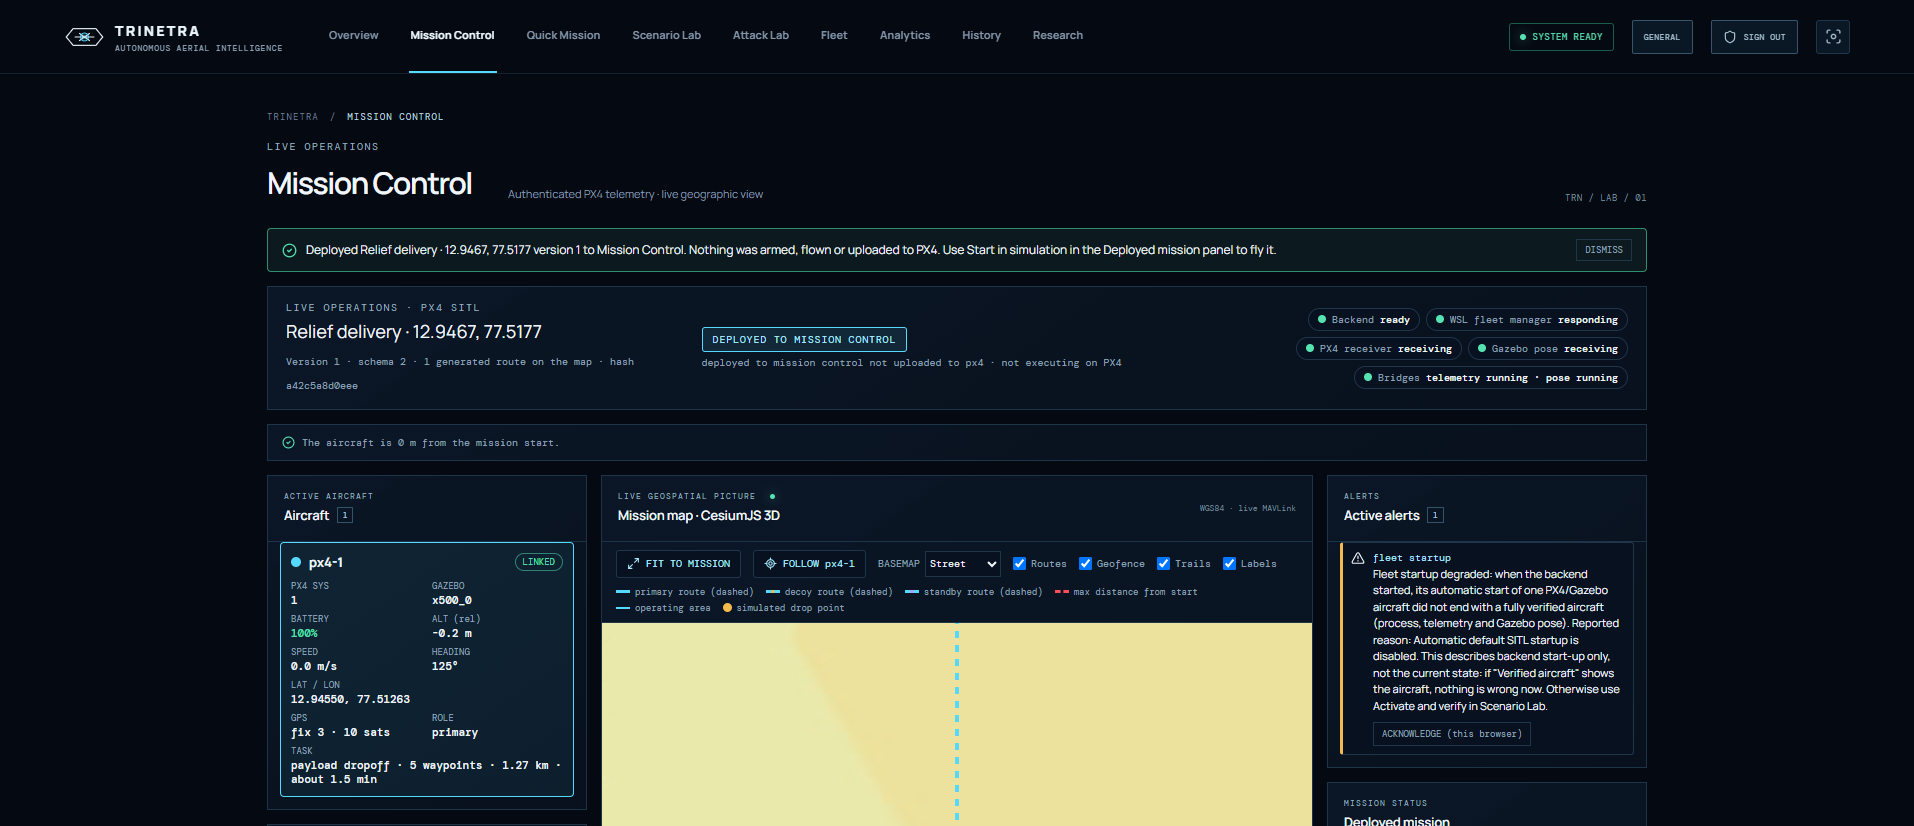 TRINETRA
AUTONOMOUS AERIAL INTELLIGENCE
Overview
Mission Control
Quick Mission
Scenario Lab
Attack Lab
Fleet
Analytics
History
Research
SYSTEM READY
GENERAL
SIGN OUT
TRINETRA / MISSION CONTROL
LIVE OPERATIONS
Mission Control
Authenticated PX4 telemetry · live geographic view
TRN / LAB / 01
Deployed Relief delivery · 12.9467, 77.5177 version 1 to Mission Control. Nothing was armed, flown or uploaded to PX4. Use Start in simulation in the Deployed mission panel to fly it.
DISMISS
LIVE OPERATIONS · PX4 SITL
Relief delivery · 12.9467, 77.5177
Version 1 · schema 2 · 1 generated route on the map · hash
a42c5a8d0eee
DEPLOYED TO MISSION CONTROL
deployed to mission control not uploaded to px4 · not executing on PX4
Backend ready
WSL fleet manager responding
PX4 receiver receiving
Gazebo pose receiving
Bridges telemetry running · pose running
The aircraft is 0 m from the mission start.
ACTIVE AIRCRAFT
Aircraft 1
px4-1
LINKED
PX4 SYS
1
GAZEBO
x500_0
BATTERY
100%
ALT (rel)
-0.2 m
SPEED
0.0 m/s
HEADING
125°
LAT / LON
12.94550, 77.51263
GPS
fix 3 · 10 sats
ROLE
primary
TASK
payload dropoff · 5 waypoints · 1.27 km ·
about 1.5 min
LIVE GEOSPATIAL PICTURE
Mission map · CesiumJS 3D
WGS84 · live MAVLink
FIT TO MISSION
FOLLOW px4-1
BASEMAP
Street
Routes
Geofence
Trails
Labels
primary route (dashed)
decoy route (dashed)
standby route (dashed)
max distance from start
operating area
simulated drop point
ALERTS
Active alerts 1
fleet startup
Fleet startup degraded: when the backend
started, its automatic start of one PX4/Gazebo
aircraft did not end with a fully verified aircraft
(process, telemetry and Gazebo pose). Reported
reason: Automatic default SITL startup is
disabled. This describes backend start-up only,
not the current state: if "Verified aircraft" shows
the aircraft, nothing is wrong now. Otherwise use
Activate and verify in Scenario Lab.
ACKNOWLEDGE (this browser)
MISSION STATUS
Deployed mission